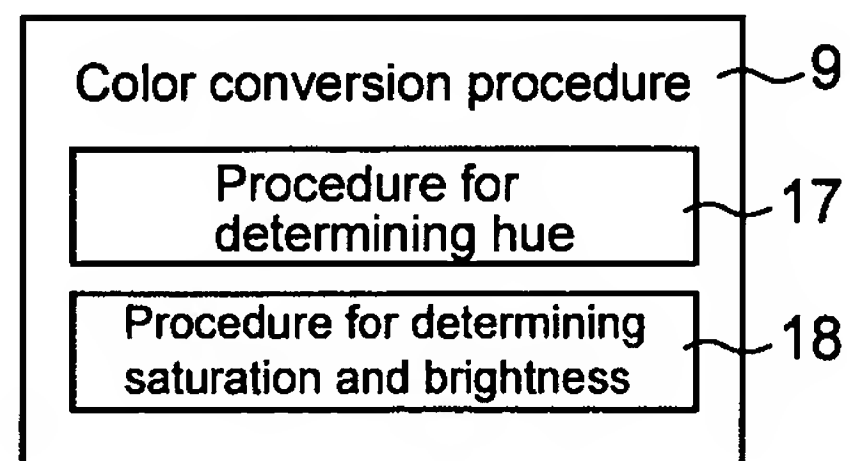 Color conversion procedure 9
Procedure for
determining hue 17
Procedure for determining
saturation and brightness 18